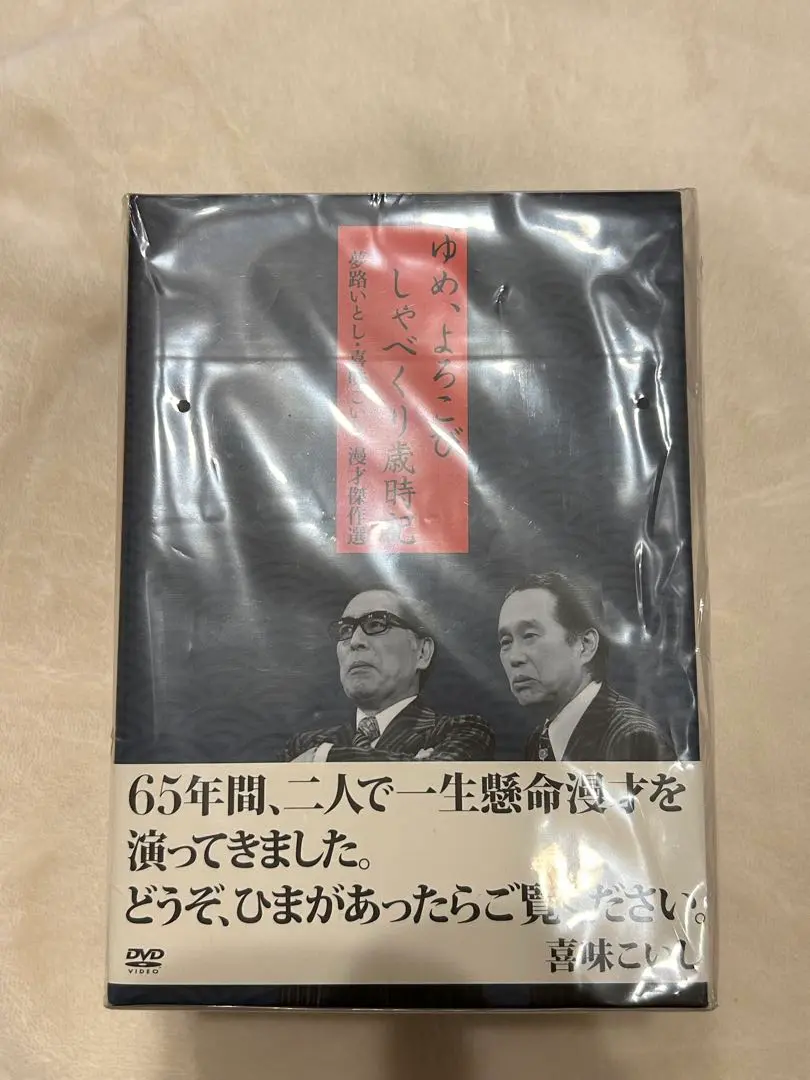 ゆめ、よろこび
しゃべくり歳時記
夢路いとし・喜味こいし 漫才傑作選
65年間、二人で一生懸命漫才を
演ってきました。
どうぞ、ひまがあったらご覧ください。
喜味こいし
DVD
VIDEO